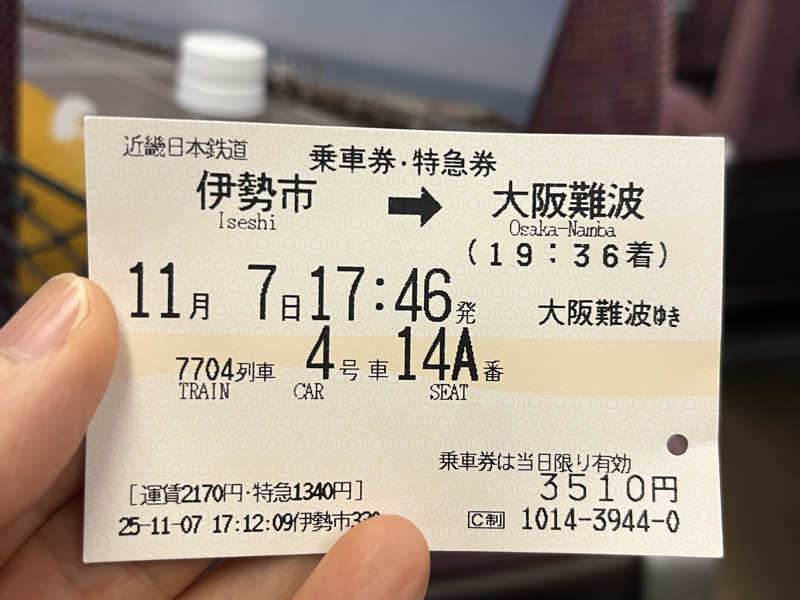 近畿日本鉄道
乗車券・特急券
伊勢市 ➡ 大阪難波
Iseshi Osaka-Namba
(19:36着)
11月 7日17:46発 大阪難波ゆき
7704列車 4号車 14A番
TRAIN CAR SEAT
乗車券は当日限り有効
[運賃2170円・特急1340円] 3510円
25-11-07 17:12:09伊勢市 C制 1014-3944-0